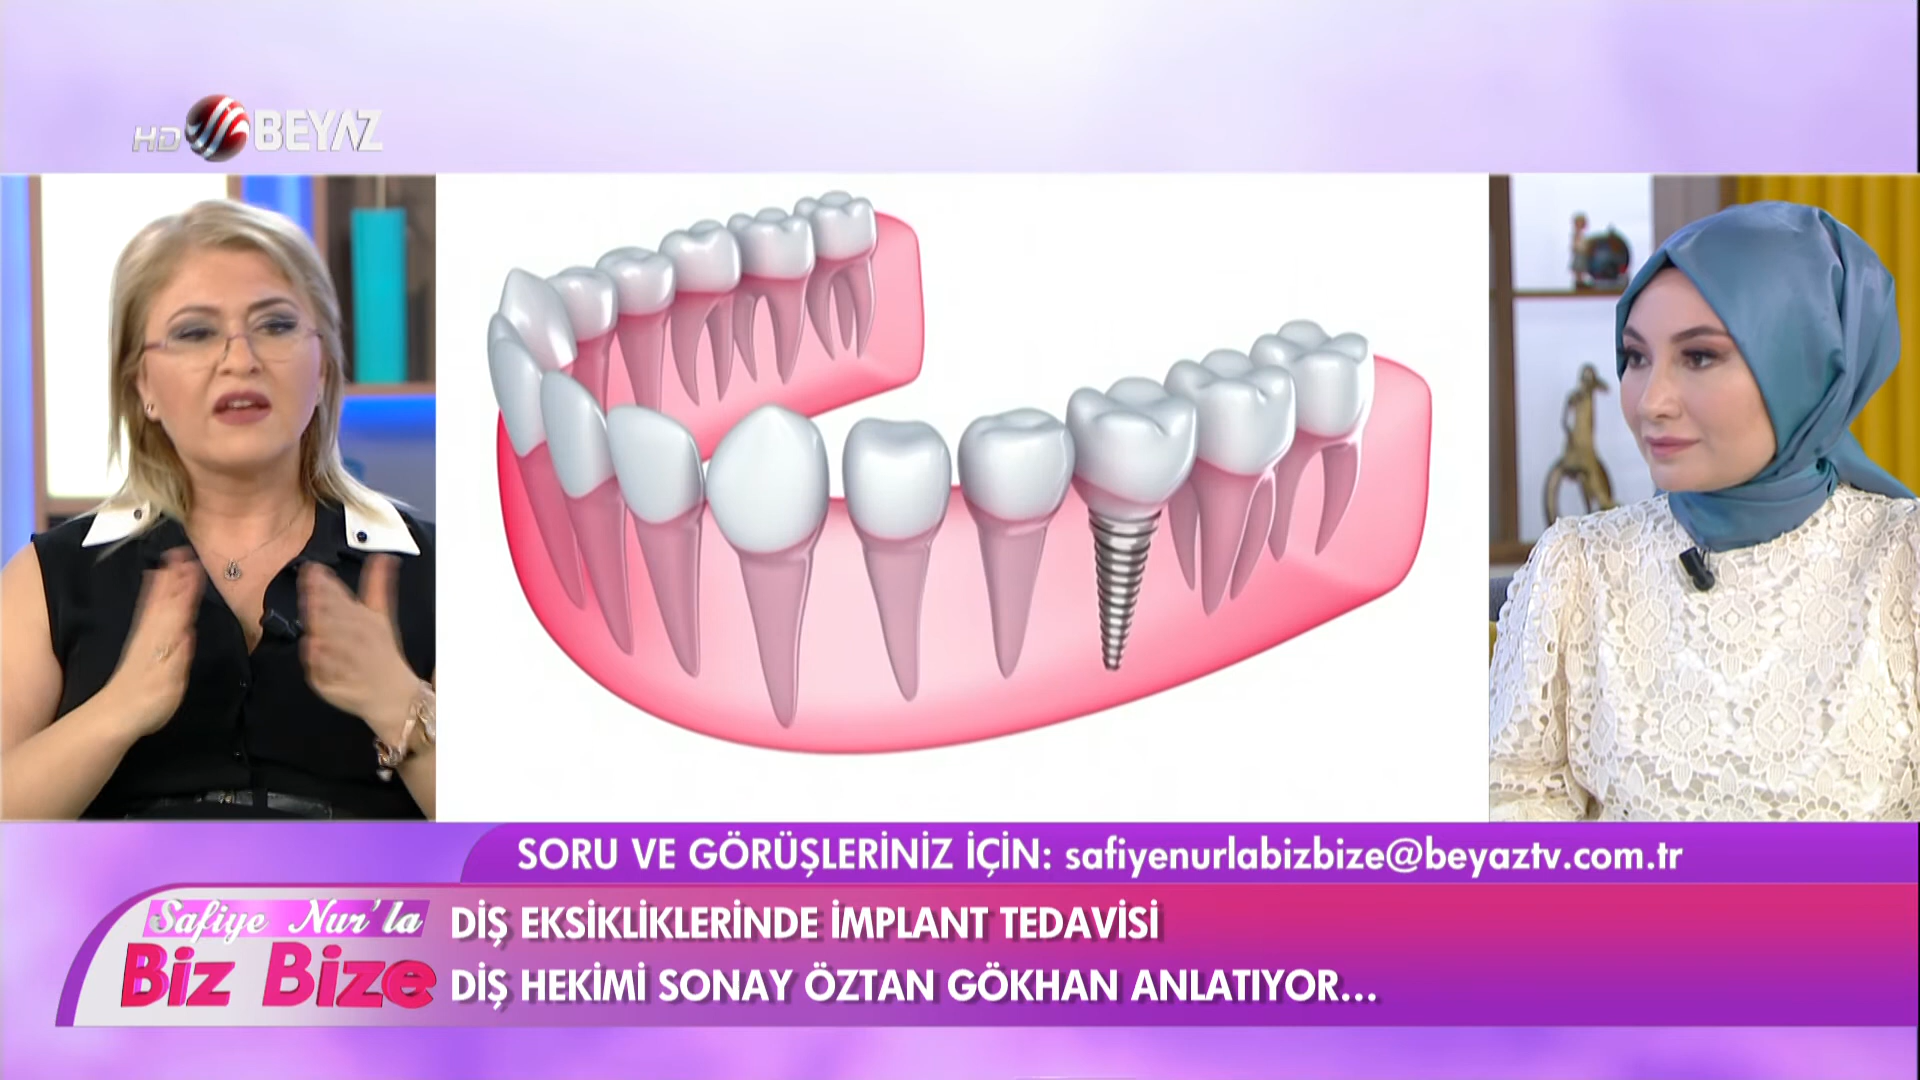 HD BEYAZ
SORU VE GÖRÜŞLERİNİZ İÇİN: safiyenurlabizbize@beyaztv.com.tr
Safiye Nur'la
Biz Bize
DİŞ EKSİKLİKLERİNDE İMPLANT TEDAVİSİ
DİŞ HEKİMİ SONAY ÖZTAN GÖKHAN ANLATIYOR...